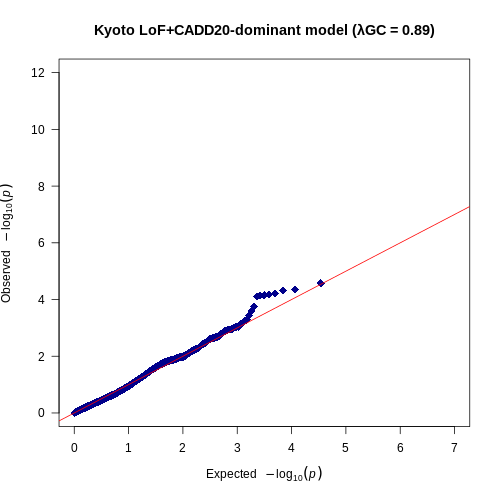 Kyoto LoF+CADD20-dominant model (λGC = 0.89)
12
10
8
6
4
2
0
Observed −log10(p)
0 1 2 3 4 5 6 7
Expected −log10(p)